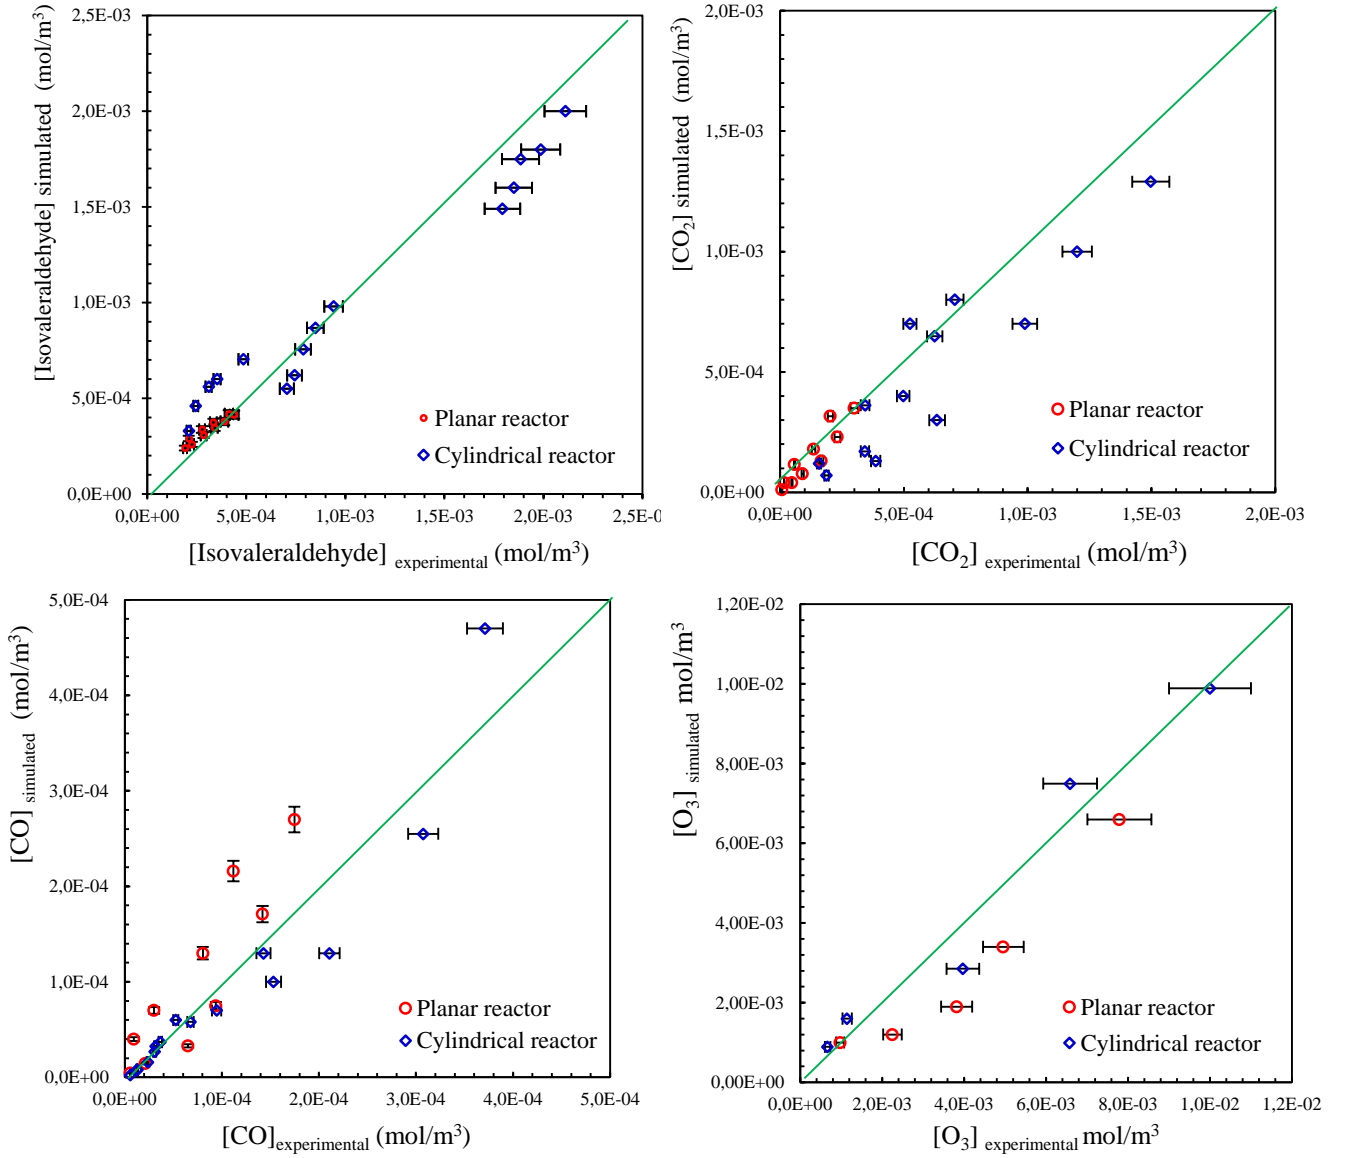 [Isovaleraldehyde] simulated (mol/m³)
2,5E-03
2,0E-03
1,5E-03
1,0E-03
5,0E-04
0,0E+00
Planar reactor
Cylindrical reactor
0,0E+00 5,0E-04 1,0E-03 1,5E-03 2,0E-03 2,5E-0
[Isovaleraldehyde] experimental (mol/m³)
[CO₂] simulated (mol/m³)
2,0E-03
1,5E-03
1,0E-03
5,0E-04
0,0E+00
Planar reactor
Cylindrical reactor
0,0E+00 5,0E-04 1,0E-03 1,5E-03 2,0E-03
[CO₂] experimental (mol/m³)
[CO] simulated (mol/m³)
5,0E-04
4,0E-04
3,0E-04
2,0E-04
1,0E-04
0,0E+00
Planar reactor
Cylindrical reactor
0,0E+00 1,0E-04 2,0E-04 3,0E-04 4,0E-04 5,0E-04
[CO]experimental (mol/m³)
[O₃] simulated mol/m³
1,20E-02
1,00E-02
8,00E-03
6,00E-03
4,00E-03
2,00E-03
0,00E+00
Planar reactor
Cylindrical reactor
0,0E+00 2,0E-03 4,0E-03 6,0E-03 8,0E-03 1,0E-02 1,2E-02
[O₃] experimental mol/m³